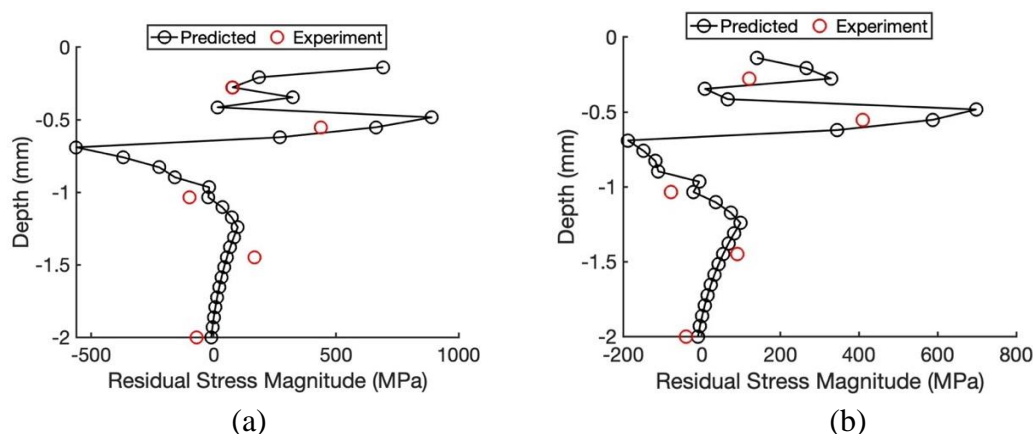 Predicted Experiment
0
-0.5
-1
-1.5
-2
Depth (mm)
-500 0 500 1000
Residual Stress Magnitude (MPa)
(a)
Predicted Experiment
0
-0.5
-1
-1.5
-2
Depth (mm)
-200 0 200 400 600 800
Residual Stress Magnitude (MPa)
(b)